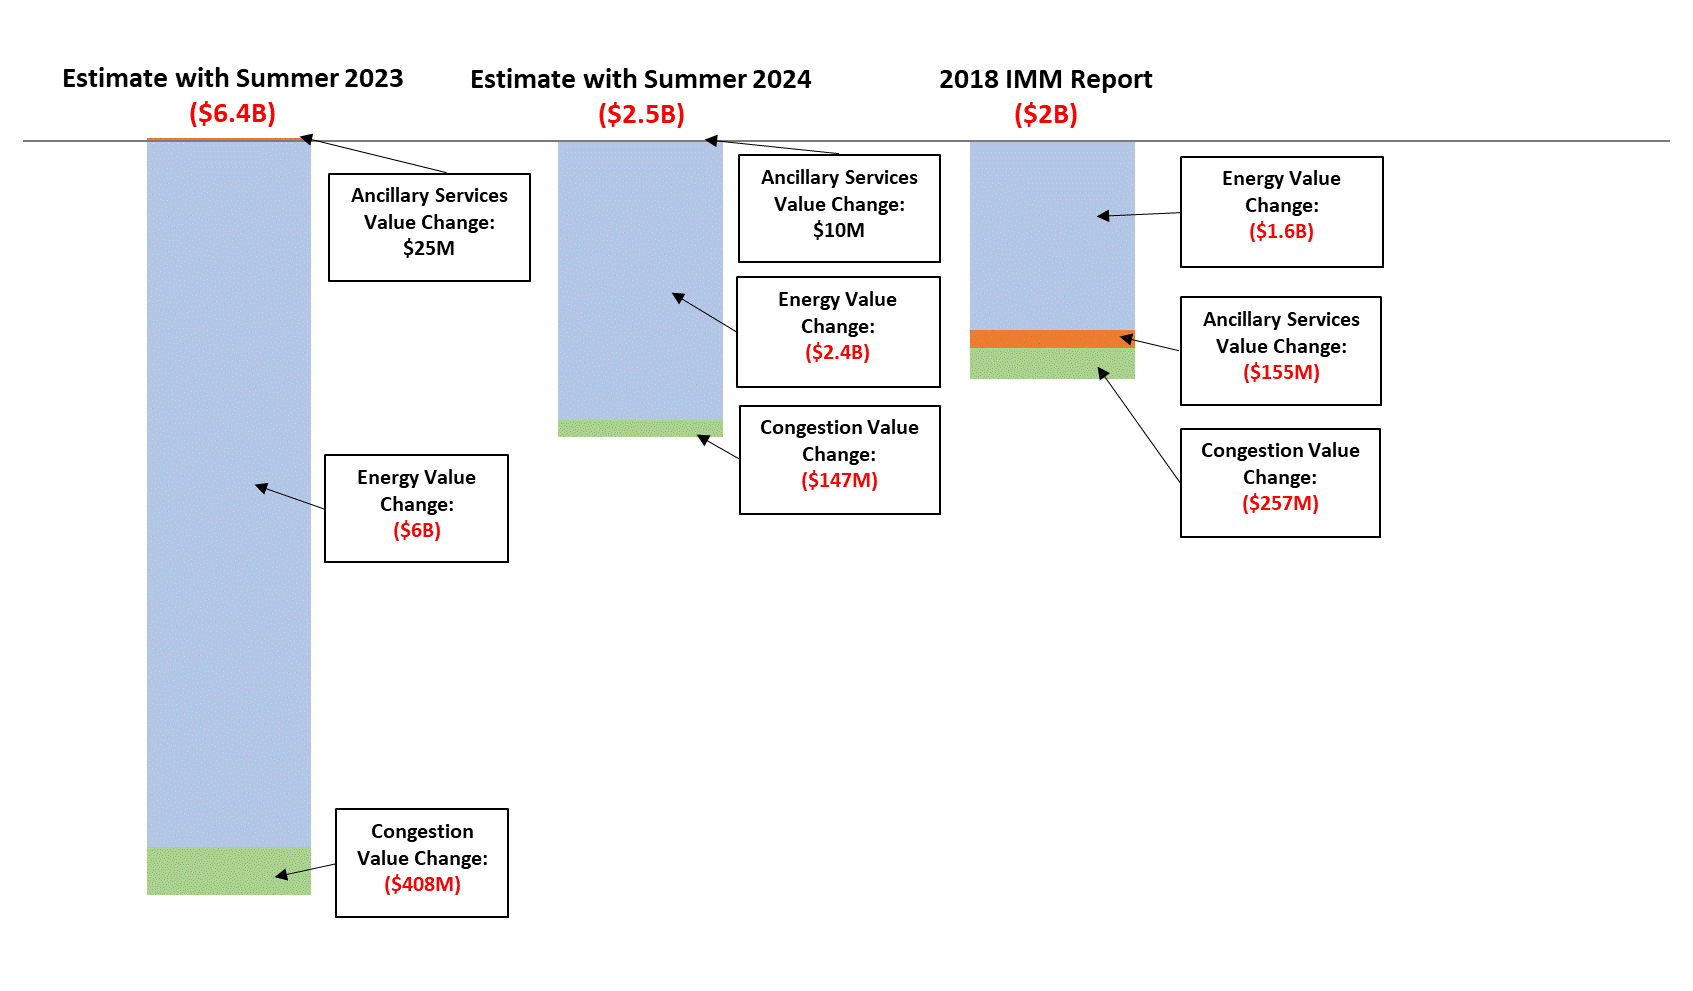 Estimate with Summer 2023
($6.4B)
Ancillary Services
Value Change:
$25M
Energy Value
Change:
($6B)
Congestion
Value Change:
($408M)
Estimate with Summer 2024
($2.5B)
Ancillary Services
Value Change:
$10M
Energy Value
Change:
($2.4B)
Congestion Value
Change:
($147M)
2018 IMM Report
($2B)
Energy Value
Change:
($1.6B)
Ancillary Services
Value Change:
($155M)
Congestion Value
Change:
($257M)